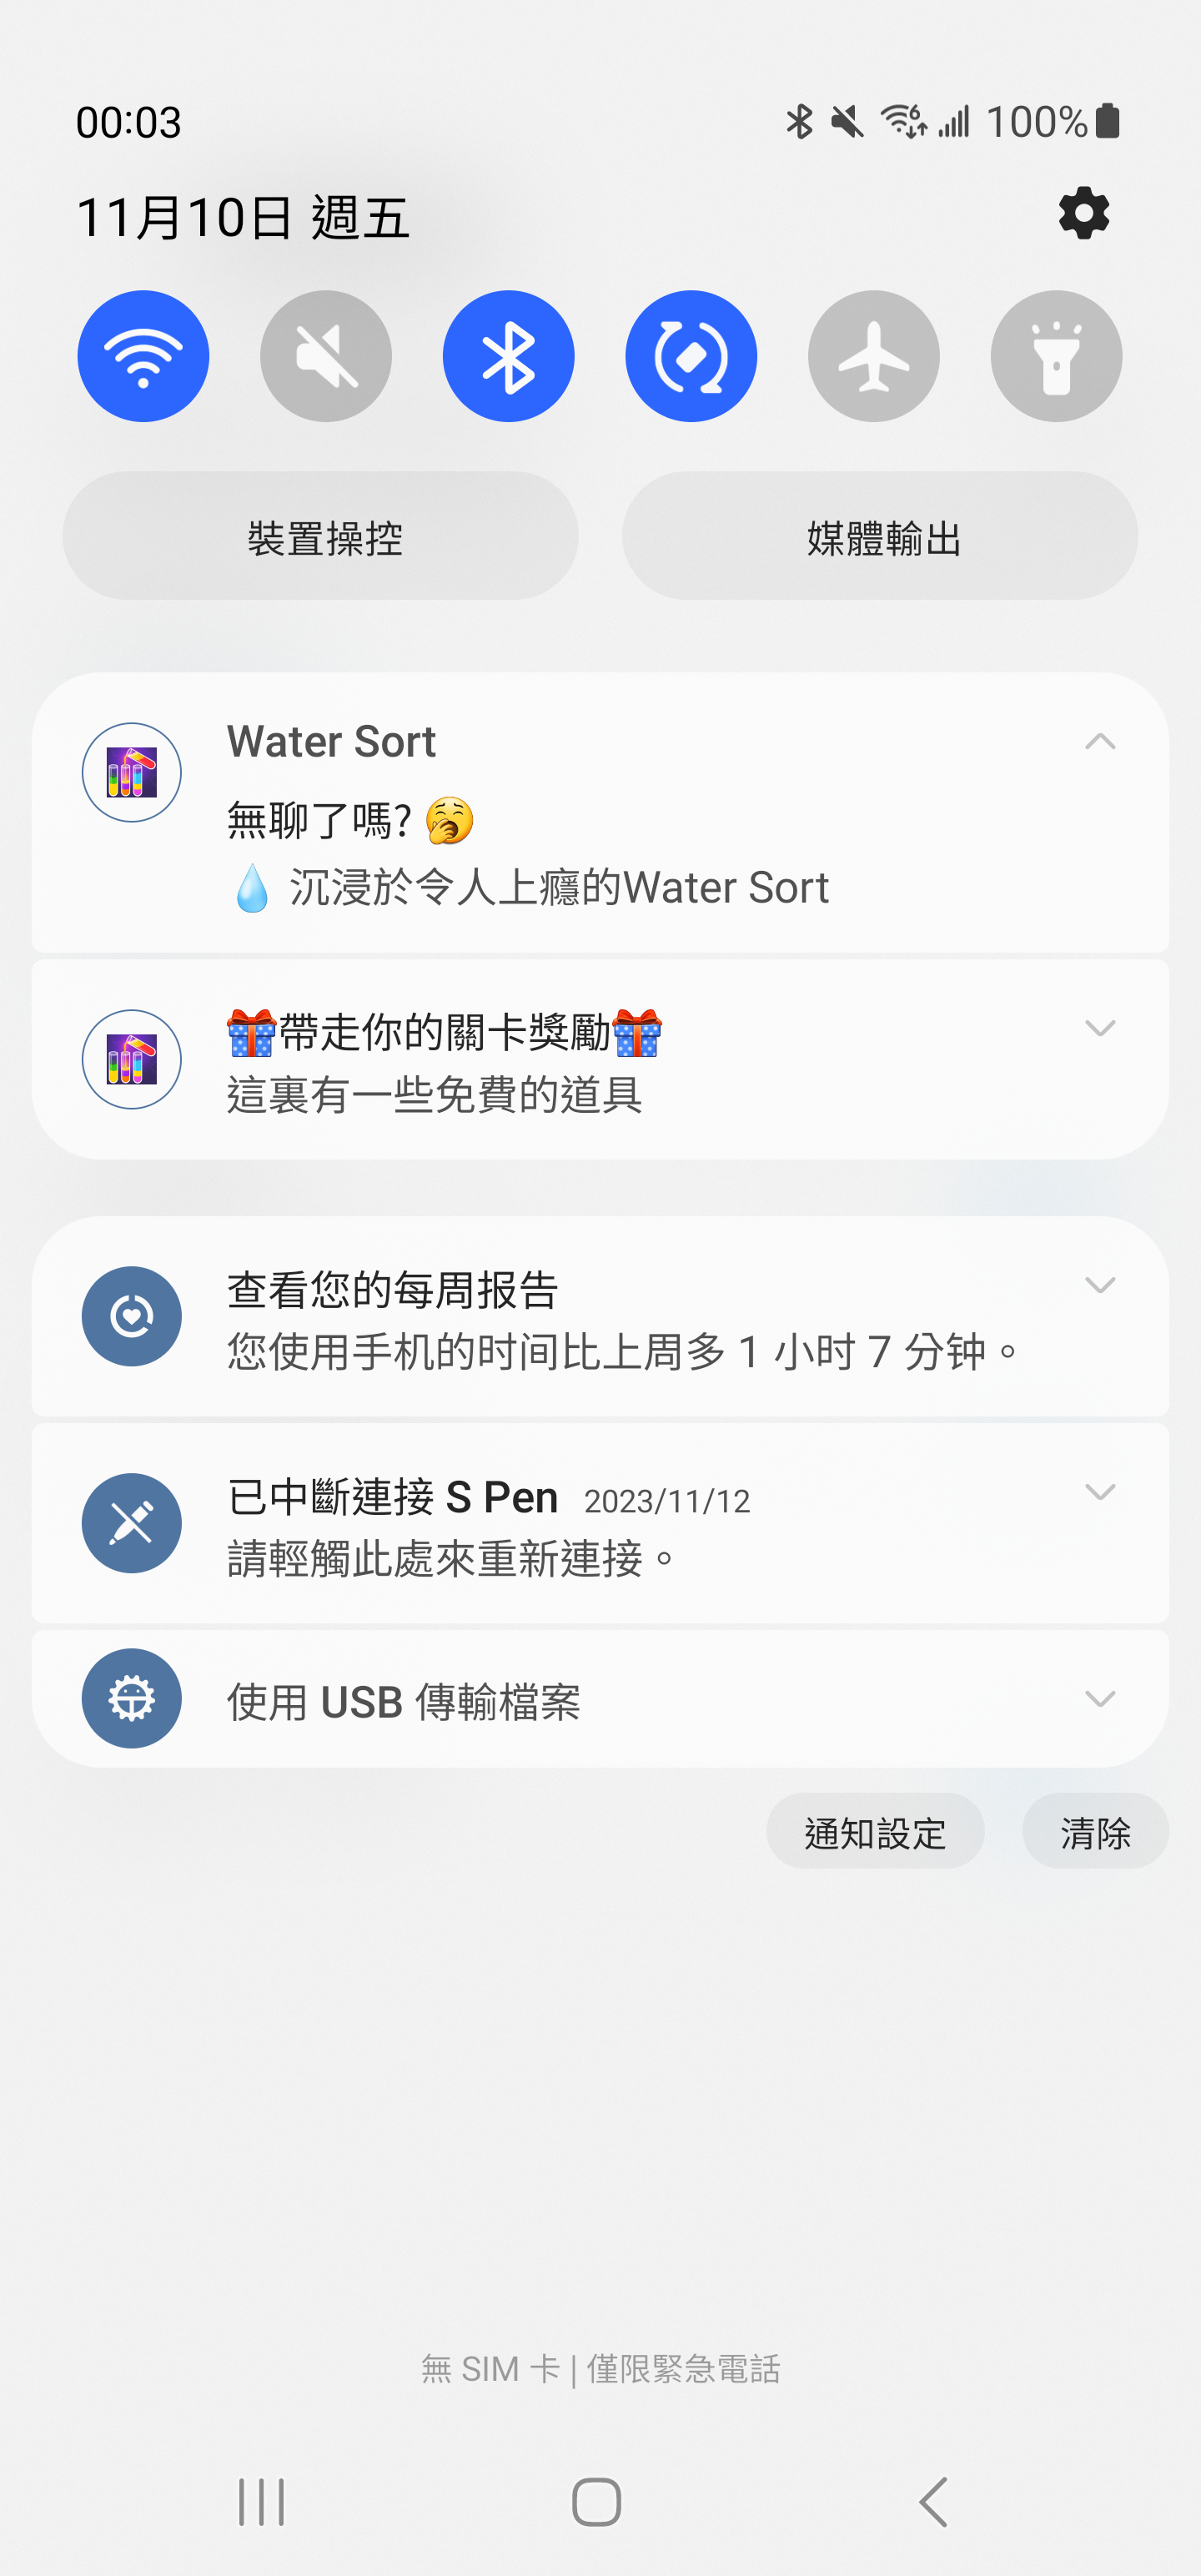 00:03
100%
11月10日 週五
裝置操控
媒體輸出
Water Sort
無聊了嗎? 🥱
💧 沉浸於令人上癮的Water Sort
🎁帶走你的關卡獎勵🎁
這裏有一些免費的道具
查看您的每周报告
您使用手机的时间比上周多 1 小时 7 分钟。
已中斷連接 S Pen 2023/11/12
請輕觸此處來重新連接。
使用 USB 傳輸檔案
通知設定
清除
無 SIM 卡 | 僅限緊急電話